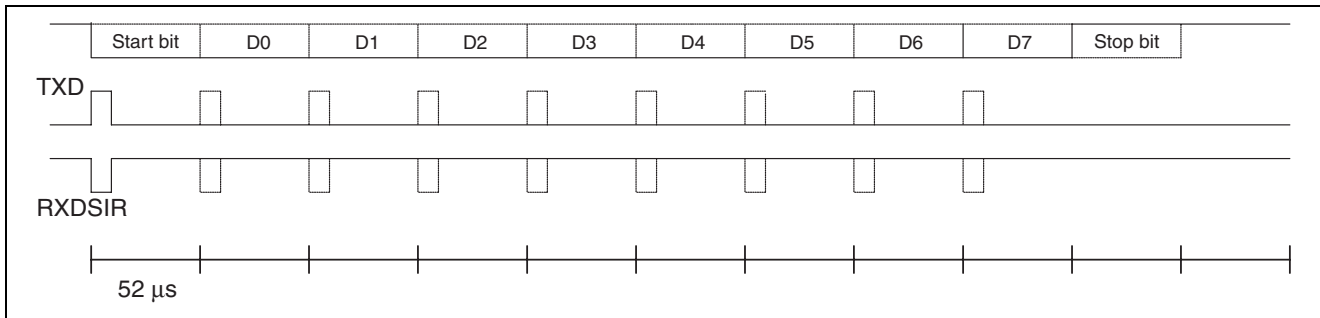 Start bit D0 D1 D2 D3 D4 D5 D6 D7 Stop bit
TXD
RXDSIR
52 μs